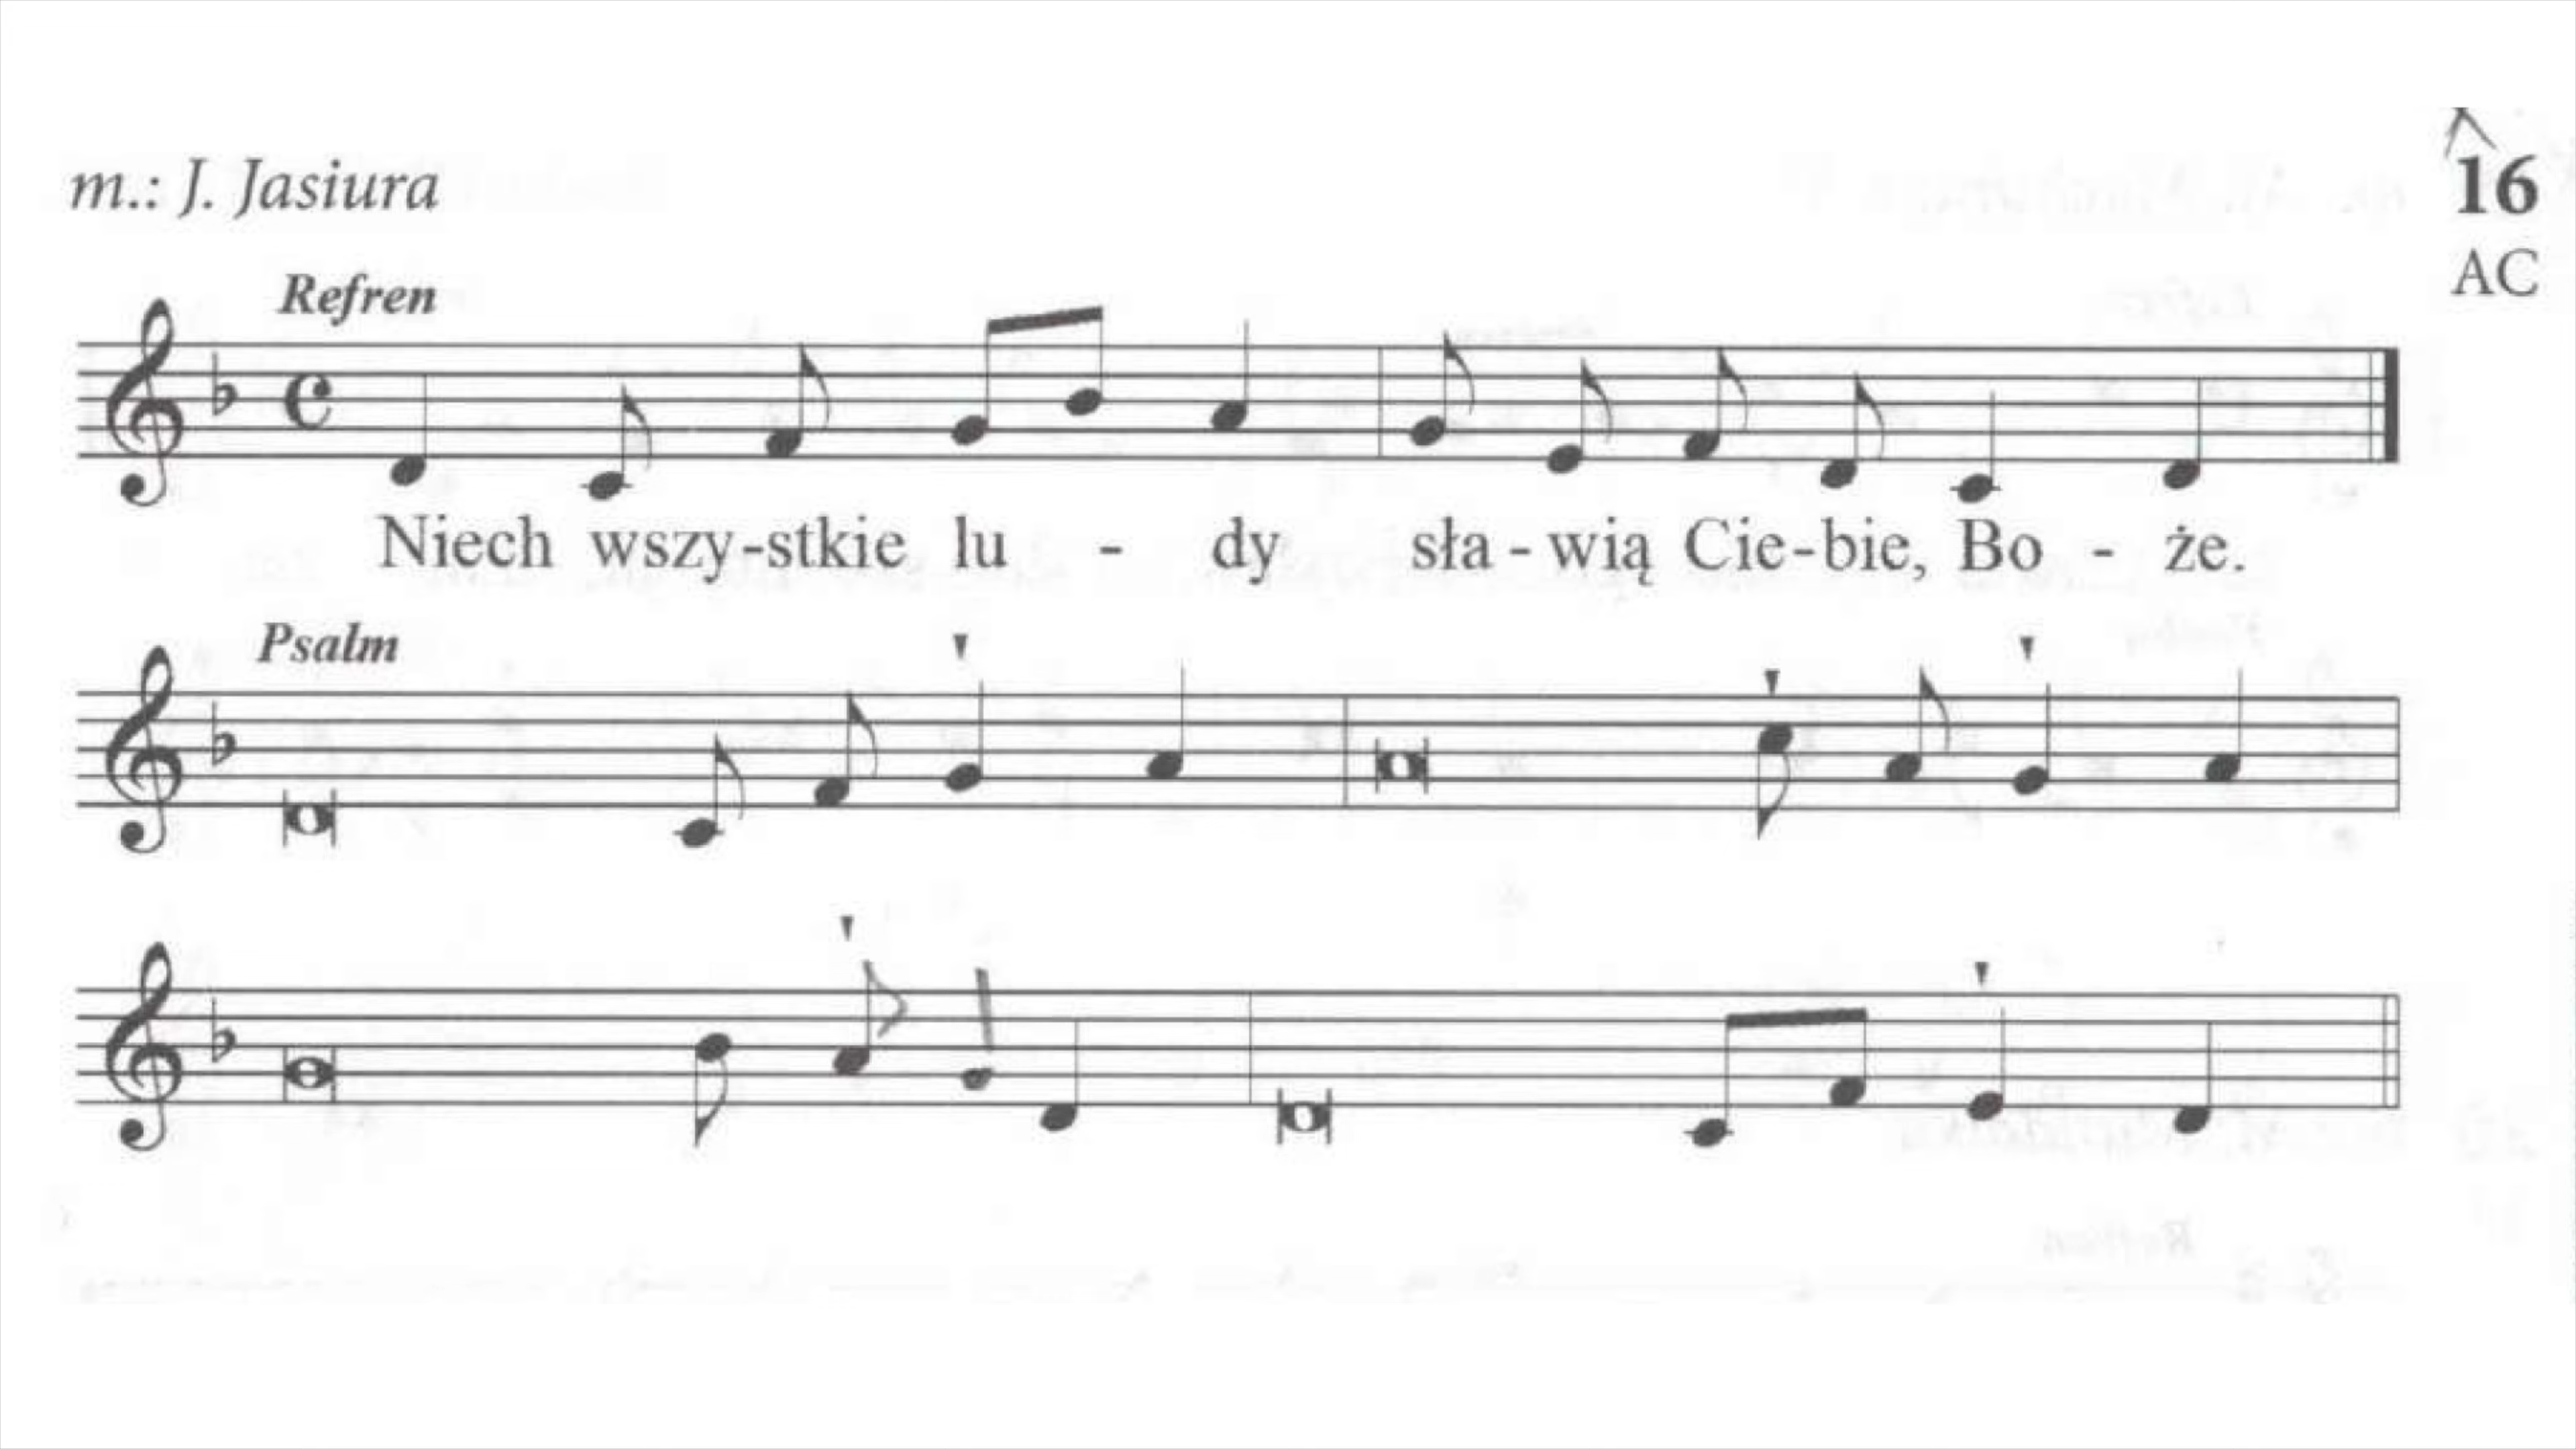 m.: J. Jasiura
16
AC
Refren
Niech wszy-stkie lu - dy sła-wią Cie-bie, Bo - że.
Psalm